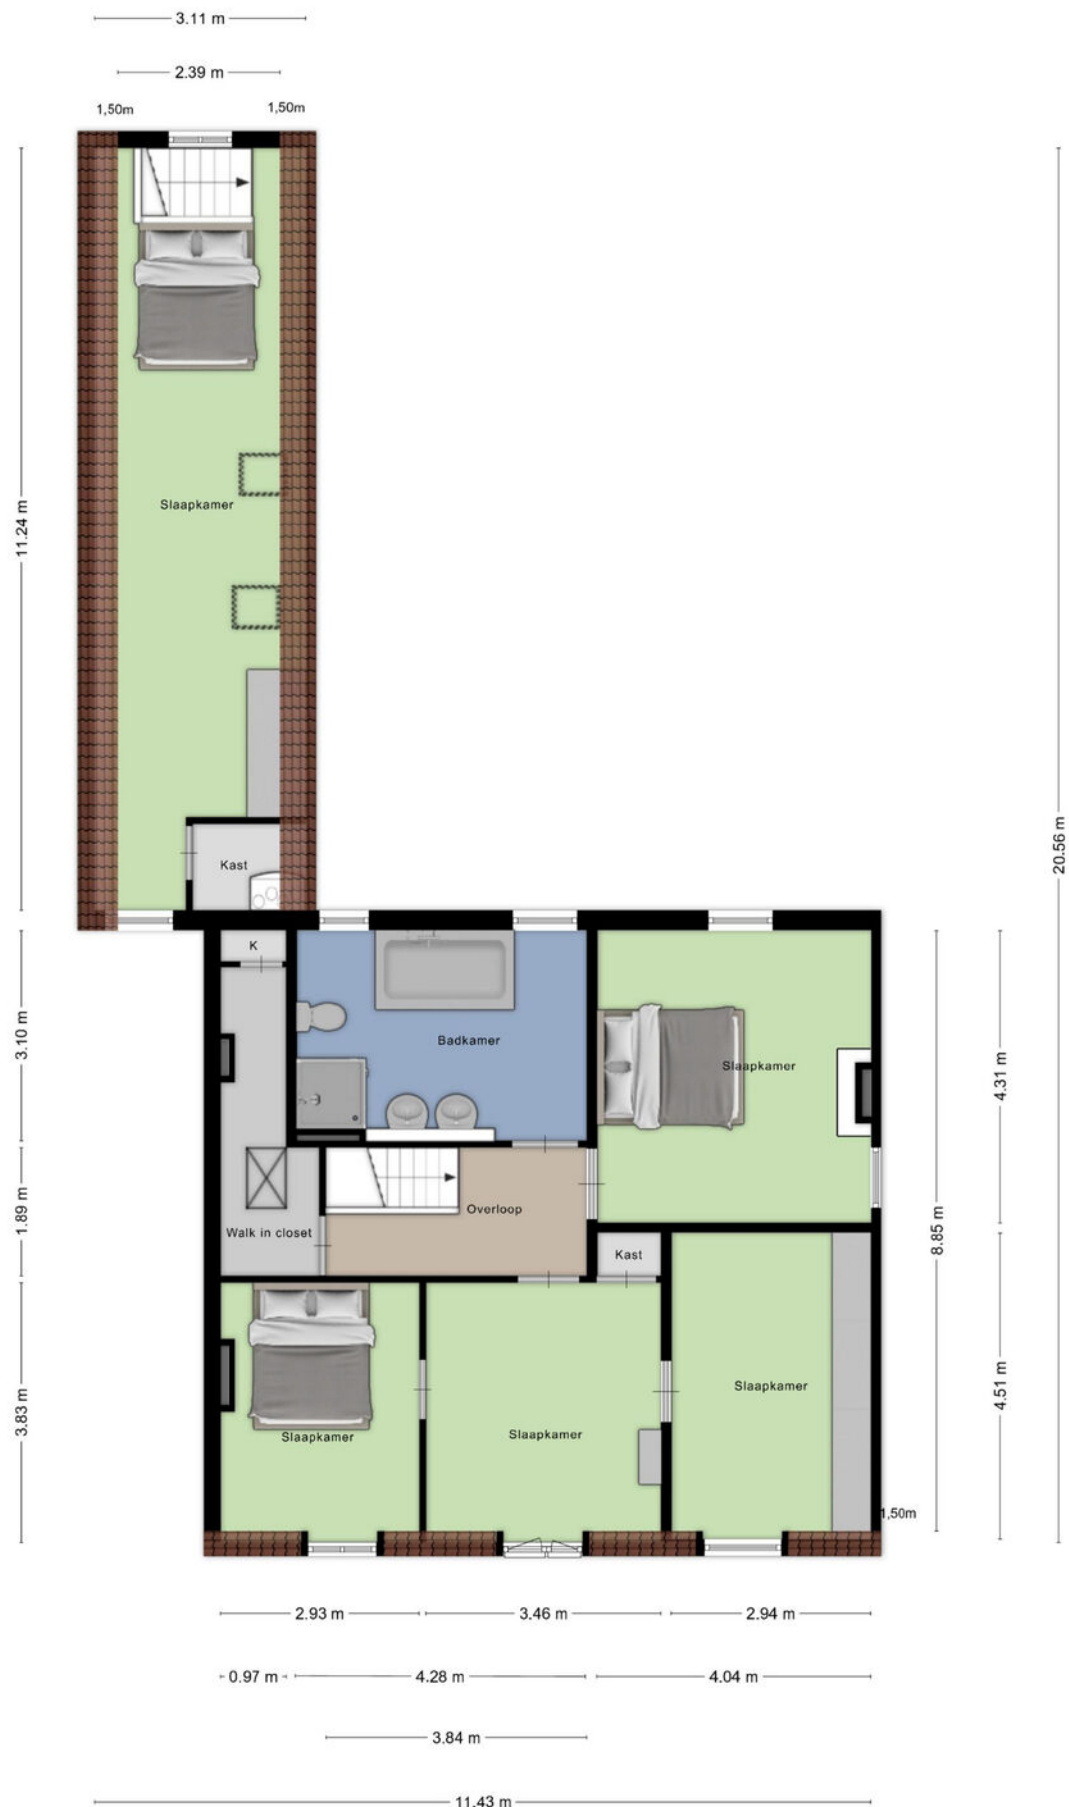 3.11 m
2.39 m
1,50m
1,50m
11.24 m
Slaapkamer
20.56 m
Kast
K
3.10 m
Badkamer
Slaapkamer
4.31 m
1.89 m
Overloop
8.85 m
Walk in closet
Kast
3.83 m
Slaapkamer
Slaapkamer
Slaapkamer
4.51 m
1,50m
2.93 m
3.46 m
2.94 m
0.97 m
4.28 m
4.04 m
3.84 m
11.43 m